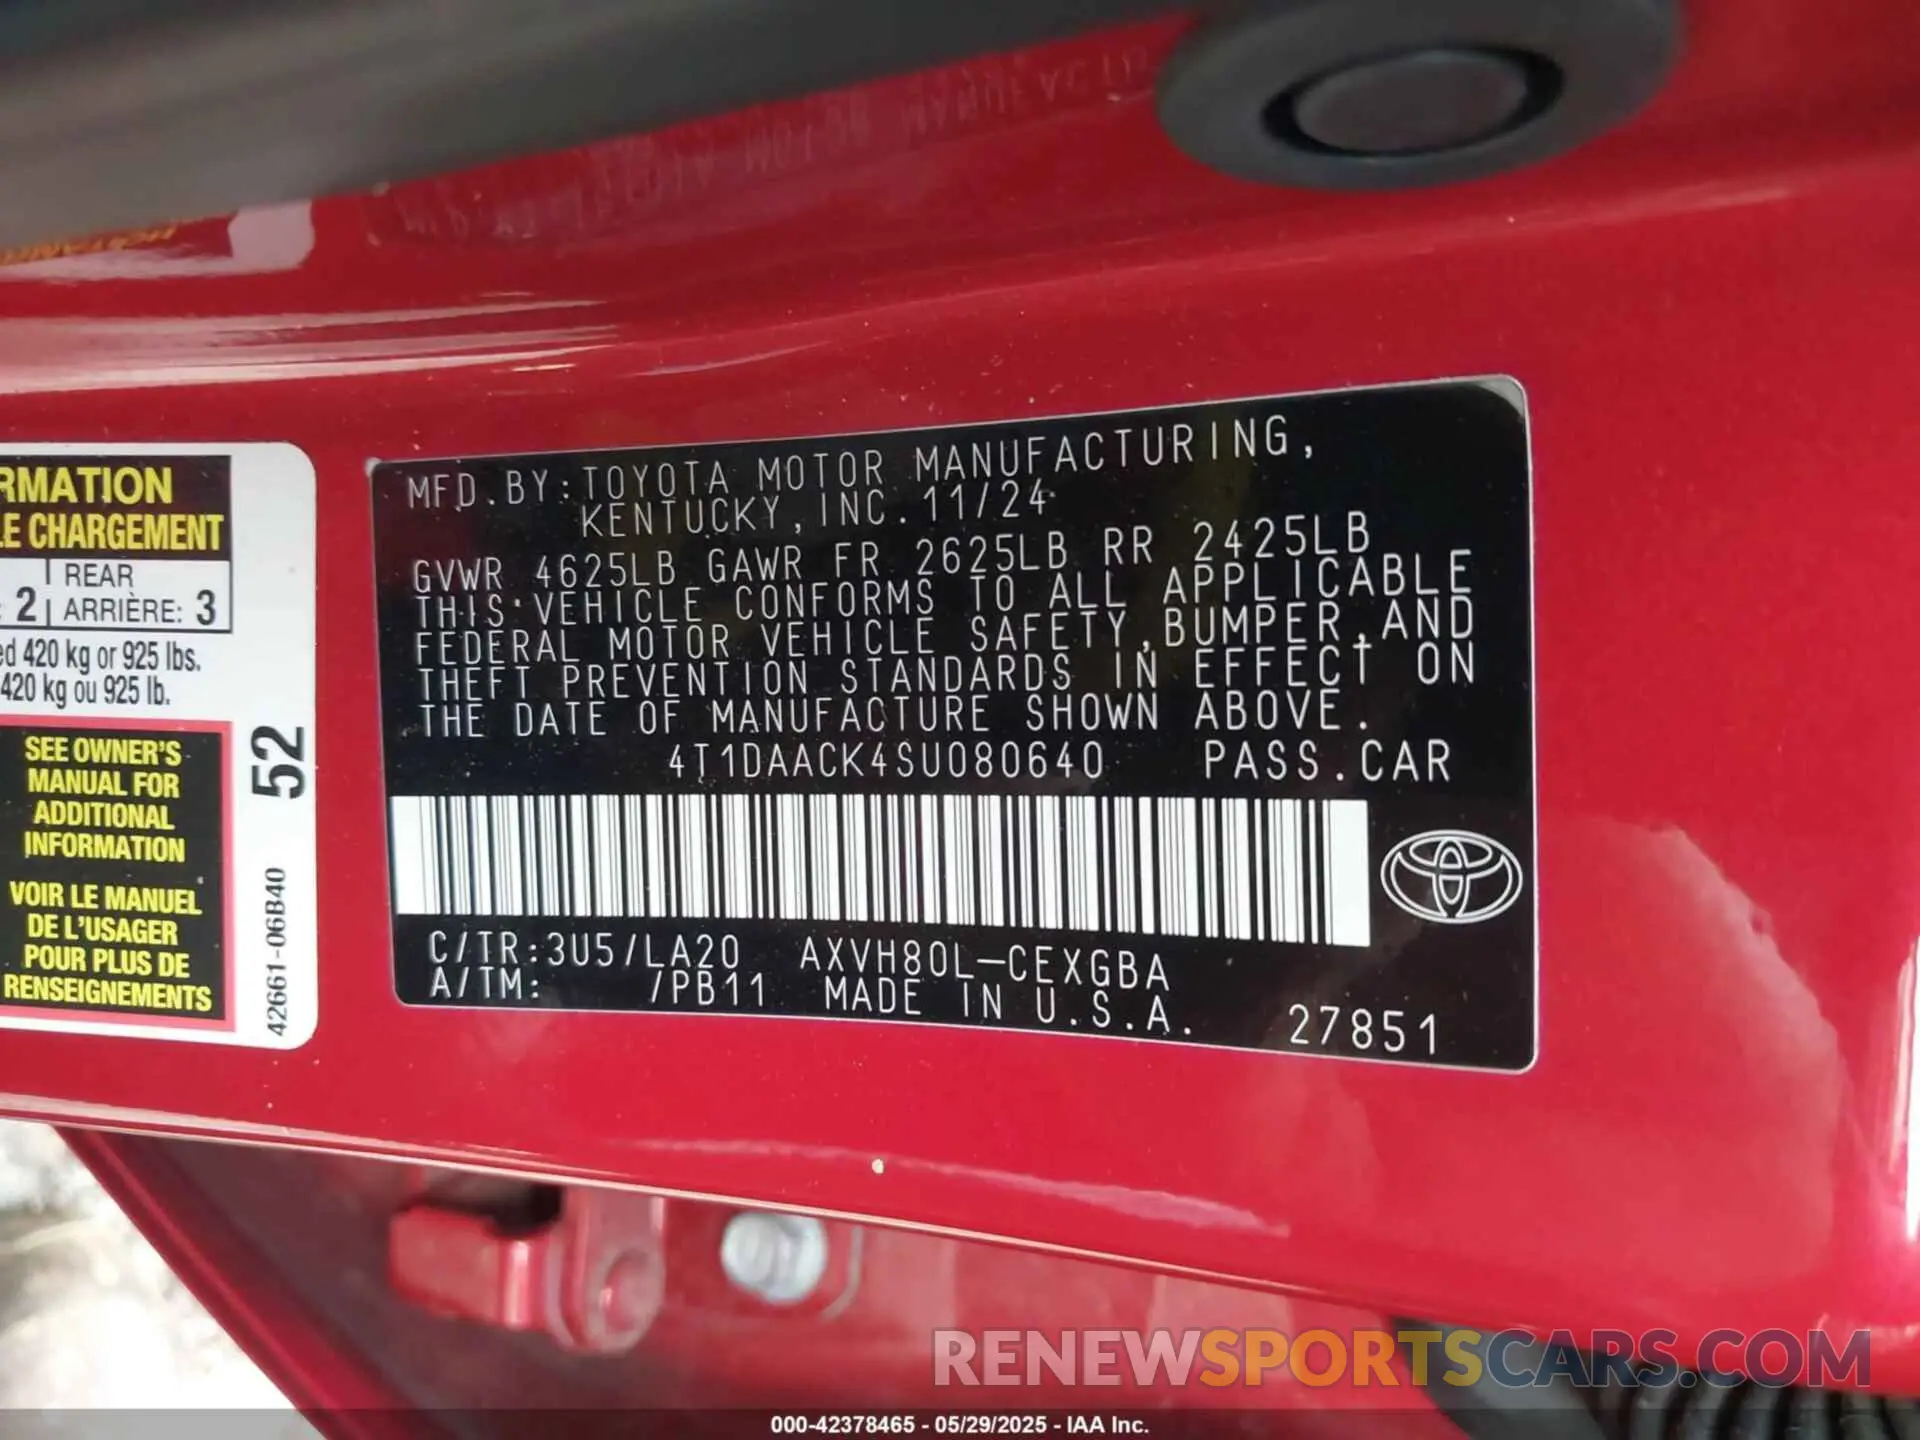 RMATION
LE CHARGEMENT
2 REAR
ARRIÈRE: 3
ed 420 kg or 925 lbs.
420 kg ou 925 lb.
SEE OWNER'S
MANUAL FOR
ADDITIONAL
INFORMATION
VOIR LE MANUEL
DE L'USAGER
POUR PLUS DE
RENSEIGNEMENTS
52
42661-06B40
MFD.BY:TOYOTA MOTOR MANUFACTURING,
KENTUCKY,INC.11/24
GVWR 4625LB GAWR FR 2625LB RR 2425LB
THIS VEHICLE CONFORMS TO ALL APPLICABLE
FEDERAL MOTOR VEHICLE SAFETY,BUMPER,AND
THEFT PREVENTION STANDARDS IN EFFECT ON
THE DATE OF MANUFACTURE SHOWN ABOVE.
4T1DAACK4SU080640 PASS.CAR
C/TR:3U5/LA20 AXVH80L-CEXGBA
A/TM: /PB11 MADE IN U.S.A.
27851
RENEWSPORTSCARS.COM
000-42378465 - 05/29/2025 - IAA Inc.